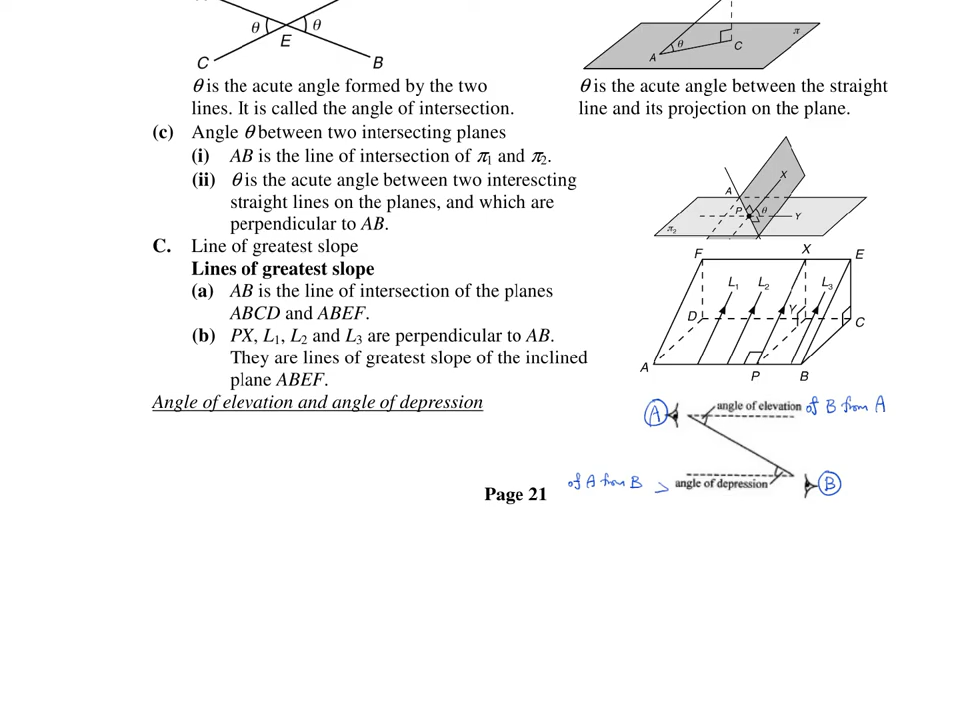 θ
θ
E
C
B
π
A
θ
C
θ is the acute angle formed by the two
lines. It is called the angle of intersection.
θ is the acute angle between the straight
line and its projection on the plane.
(c) Angle θ between two intersecting planes
(i) AB is the line of intersection of π₁ and π₂.
(ii) θ is the acute angle between two interescting
straight lines on the planes, and which are
perpendicular to AB.
A
X
P
θ
Y
π₂
C. Line of greatest slope
Lines of greatest slope
(a) AB is the line of intersection of the planes
ABCD and ABEF.
(b) PX, L₁, L₂ and L₃ are perpendicular to AB.
They are lines of greatest slope of the inclined
plane ABEF.
F
X
E
L₁
L₂
L₃
D
Y
C
A
P
B
Angle of elevation and angle of depression
A
angle of elevation of B from A
of A from B > angle of depression
B
Page 21